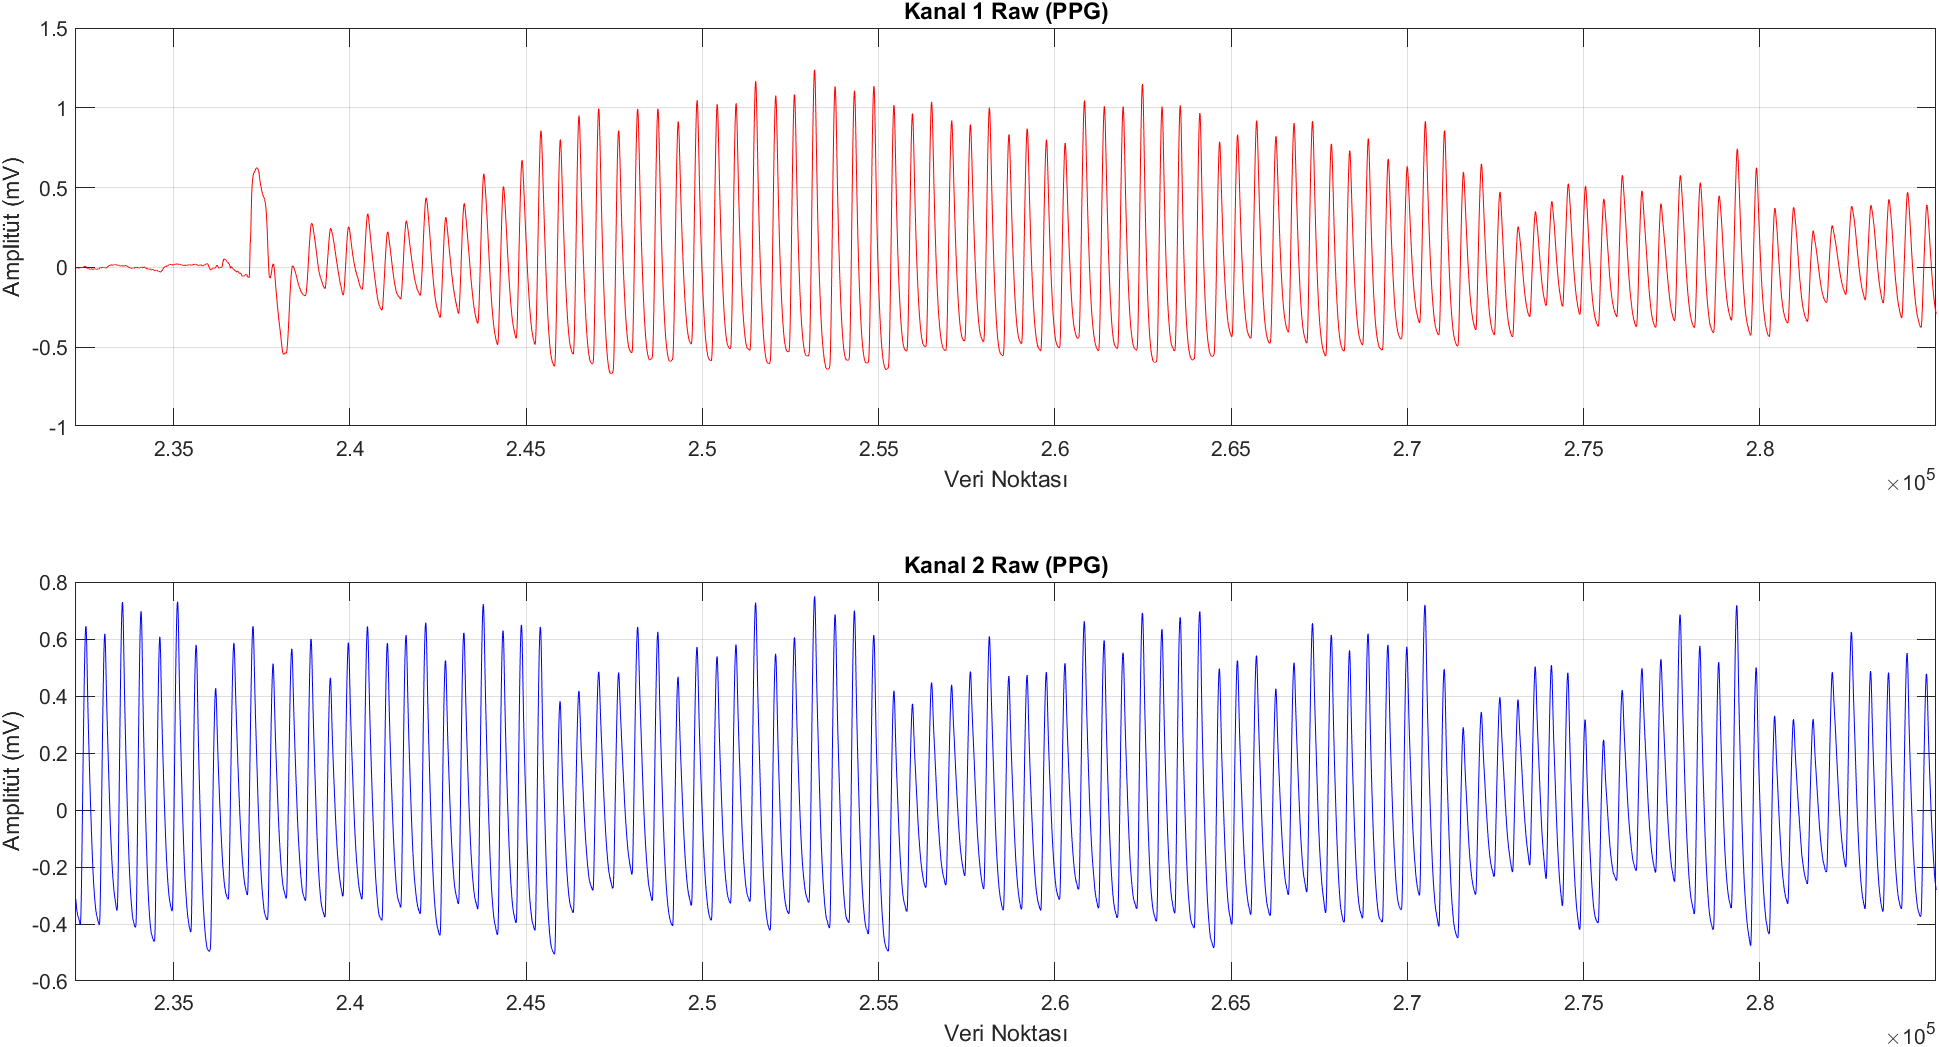 Kanal 1 Raw (PPG)
1.5
1
0.5
0
-0.5
-1
Amplitüt (mV)
2.35 2.4 2.45 2.5 2.55 2.6 2.65 2.7 2.75 2.8
Veri Noktası
×10^5
Kanal 2 Raw (PPG)
0.8
0.6
0.4
0.2
0
-0.2
-0.4
-0.6
Amplitüt (mV)
2.35 2.4 2.45 2.5 2.55 2.6 2.65 2.7 2.75 2.8
Veri Noktası
×10^5